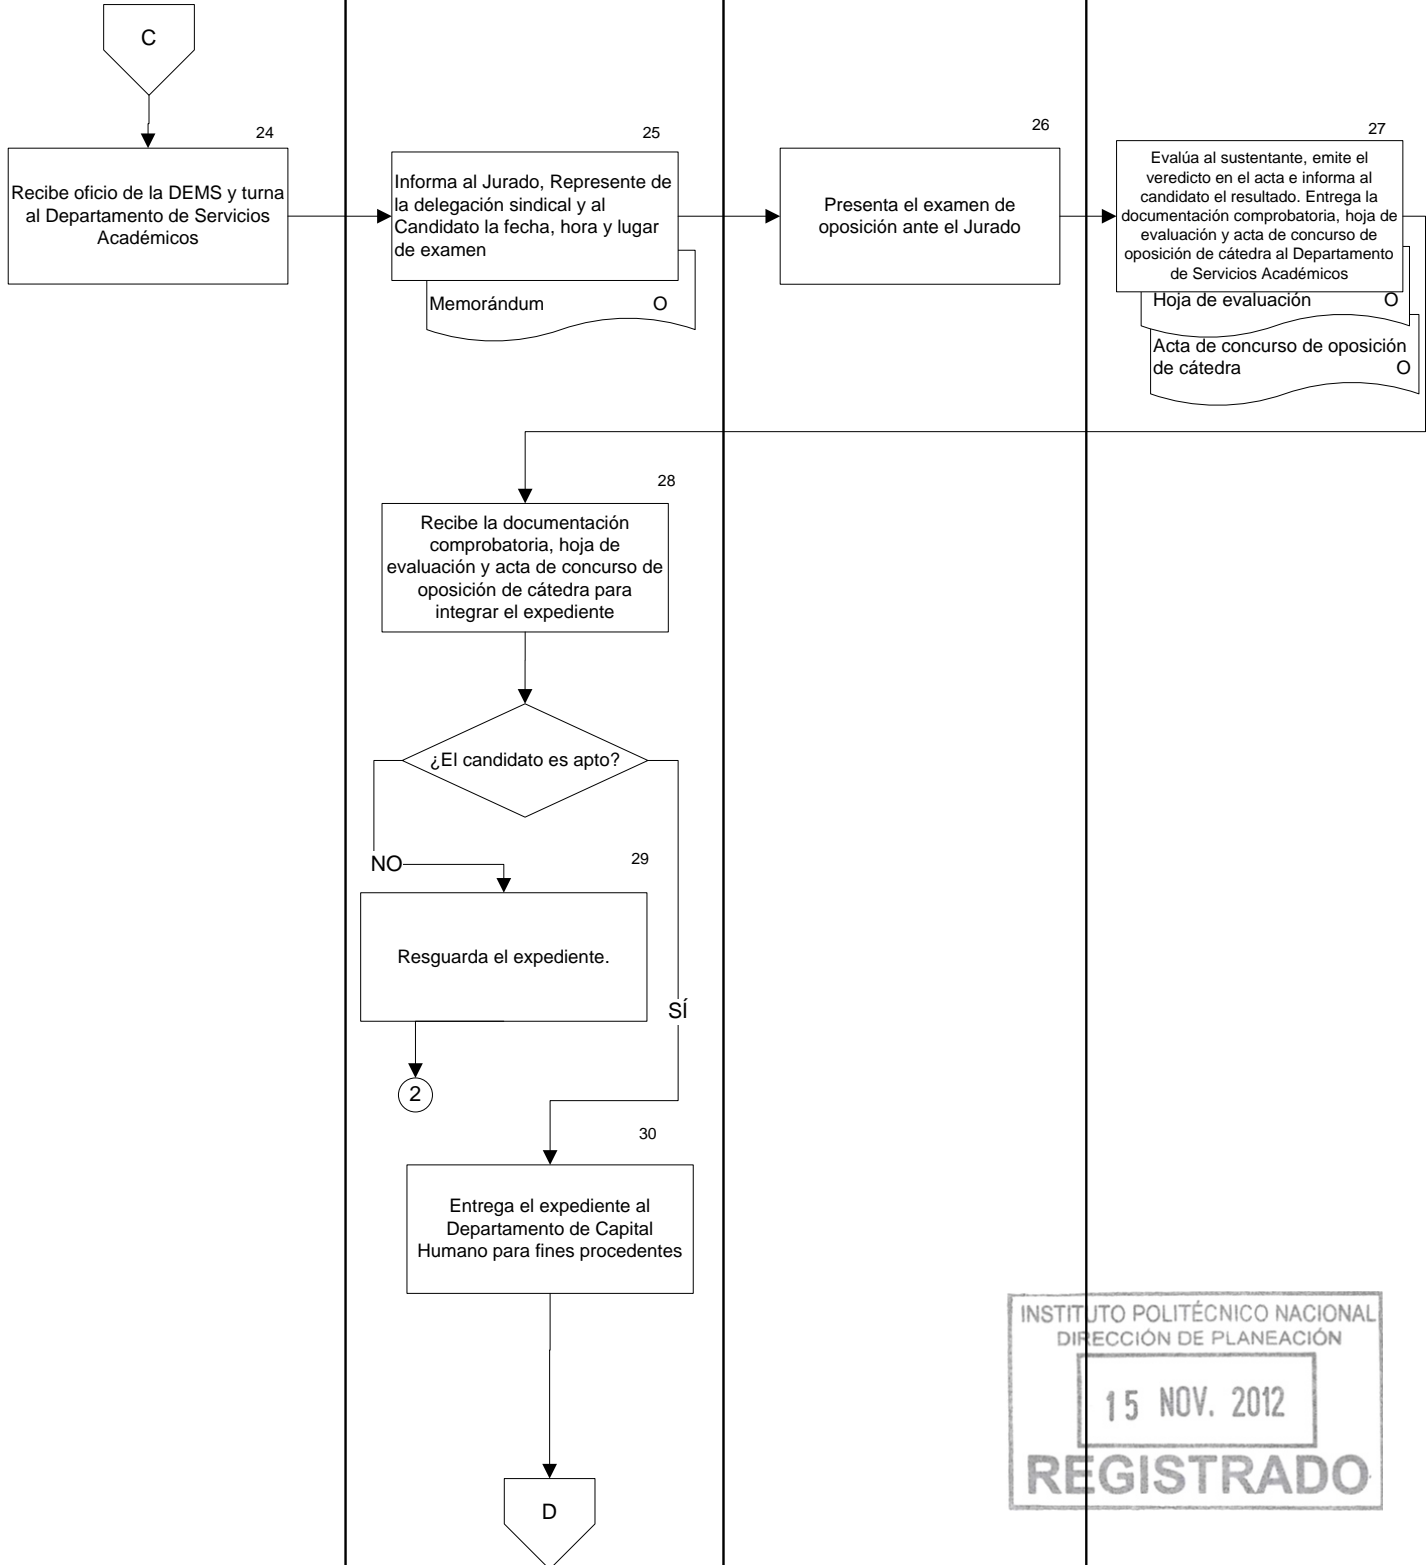 C
24
Recibe oficio de la DEMS y turna
al Departamento de Servicios
Académicos
25
Informa al Jurado, Represente de
la delegación sindical y al
Candidato la fecha, hora y lugar
de examen
Memorándum O
26
Presenta el examen de
oposición ante el Jurado
27
Evalúa al sustentante, emite el
veredicto en el acta e informa al
candidato el resultado. Entrega la
documentación comprobatoria, hoja de
evaluación y acta de concurso de
oposición de cátedra al Departamento
de Servicios Académicos
Hoja de evaluación O
Acta de concurso de oposición
de cátedra O
28
Recibe la documentación
comprobatoria, hoja de
evaluación y acta de concurso de
oposición de cátedra para
integrar el expediente
¿El candidato es apto?
NO
29
Resguarda el expediente.
SÍ
2
30
Entrega el expediente al
Departamento de Capital
Humano para fines procedentes
D
INSTITUTO POLITÉCNICO NACIONAL
DIRECCIÓN DE PLANEACIÓN
15 NOV. 2012
REGISTRADO